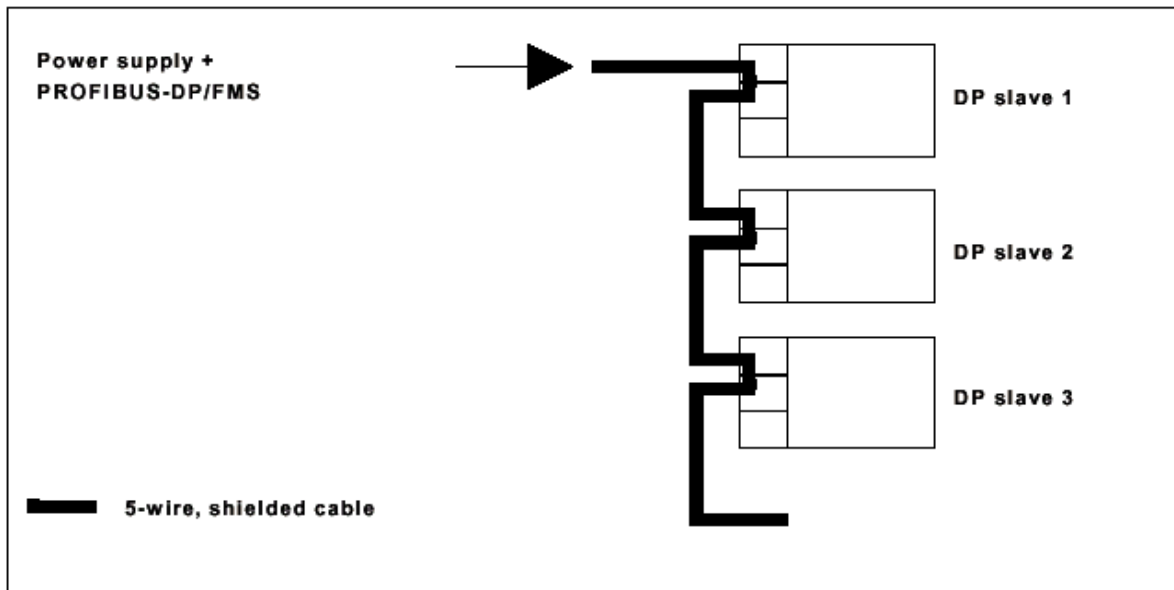 Power supply +
PROFIBUS-DP/FMS
DP slave 1
DP slave 2
DP slave 3
5-wire, shielded cable